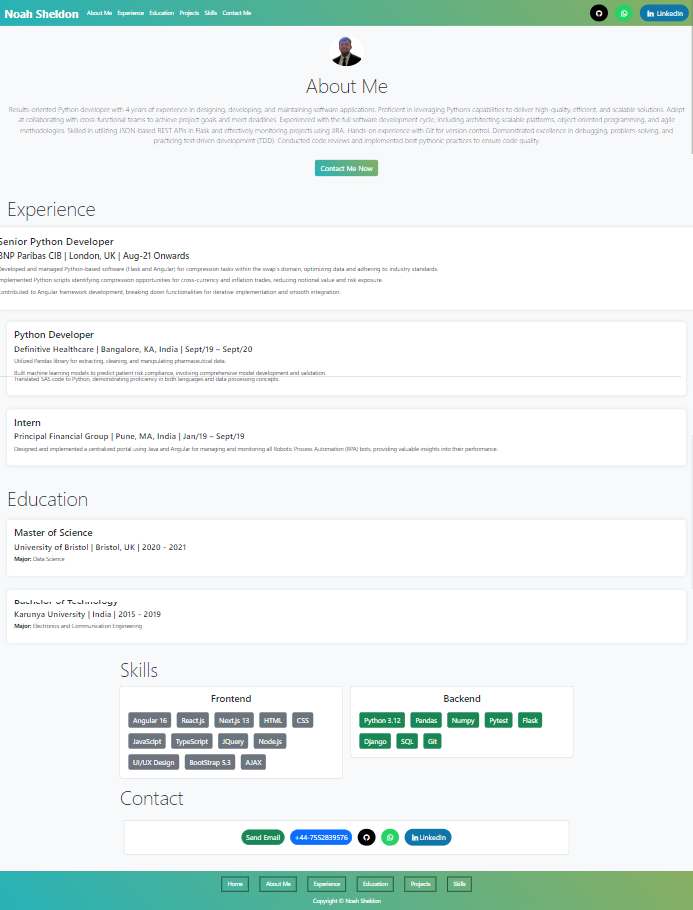 Noah Sheldon
About Me Experience Education Projects Skills Contact Me
LinkedIn
About Me
Results-oriented Python developer with 4 years of experience in designing, developing, and maintaining software applications. Proficient in leveraging Python's capabilities to deliver high-quality, efficient, and scalable solutions. Adept
at collaborating with cross-functional teams to achieve project goals and meet deadlines. Experienced with the full software development cycle, including architecting scalable platforms, object-oriented programming, and agile
methodologies. Skilled in utilizing JSON-based REST APIs in Flask and effectively monitoring projects using JIRA. Hands-on experience with Git for version control. Demonstrated excellence in debugging, problem-solving, and
practicing test-driven development (TDD). Conducted code reviews and implemented best pythonic practices to ensure code quality.
Contact Me Now
Experience
Senior Python Developer
BNP Paribas CIB | London, UK | Aug-21 Onwards
Developed and managed Python-based software (Flask and Angular) for compression tasks within the swap's domain, optimizing data and adhering to industry standards.
Implemented Python scripts identifying compression opportunities for cross-currency and inflation trades, reducing notional value and risk exposure.
Contributed to Angular framework development, breaking down functionalities for iterative implementation and smooth integration.
Python Developer
Definitive Healthcare | Bangalore, KA, India | Sept/19 – Sept/20
Utilized Pandas library for extracting, cleaning, and manipulating pharmaceutical data.
Built machine learning models to predict patient risk compliance, involving comprehensive model development and validation.
Translated SAS code to Python, demonstrating proficiency in both languages and data processing concepts.
Intern
Principal Financial Group | Pune, MA, India | Jan/19 – Sept/19
Designed and implemented a centralized portal using Java and Angular for managing and monitoring all Robotic Process Automation (RPA) bots, providing valuable insights into their performance.
Education
Master of Science
University of Bristol | Bristol, UK | 2020 - 2021
Major: Data Science
Bachelor of Technology
Karunya University | India | 2015 - 2019
Major: Electronics and Communication Engineering
Skills
Frontend
Angular 16 React.js Next.js 13 HTML CSS
JavaScipt TypeScript JQuery Node.js
UI/UX Design BootStrap 5.3 AJAX
Backend
Python 3.12 Pandas Numpy Pytest Flask
Django SQL Git
Contact
Send Email +44-7552839576 LinkedIn
Home About Me Experience Education Projects Skills
Copyright © Noah Sheldon